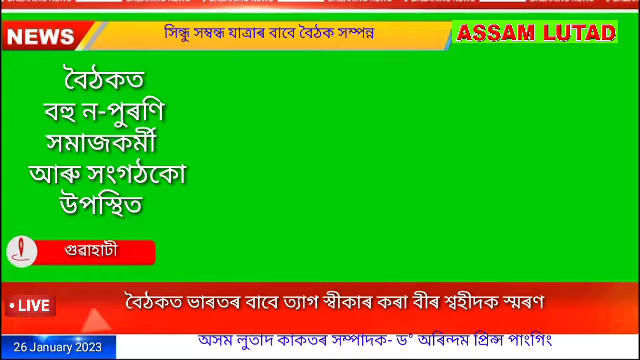 NEWS
সিন্ধু সম্বন্ধ যাত্ৰাৰ বাবে বৈঠক সম্পন্ন
ASSAM LUTAD
বৈঠকত
বহু ন-পুৰণি
সমাজকৰ্মী
আৰু সংগঠকো
উপস্থিত
গুৱাহাটী
LIVE
বৈঠকত ভাৰতৰ বাবে ত্যাগ স্বীকাৰ কৰা বীৰ শ্বহীদক স্মৰণ
26 January 2023
অসম লুতাদ কাকতৰ সম্পাদক- ড° অৰিন্দম প্ৰিন্স পাংগিং